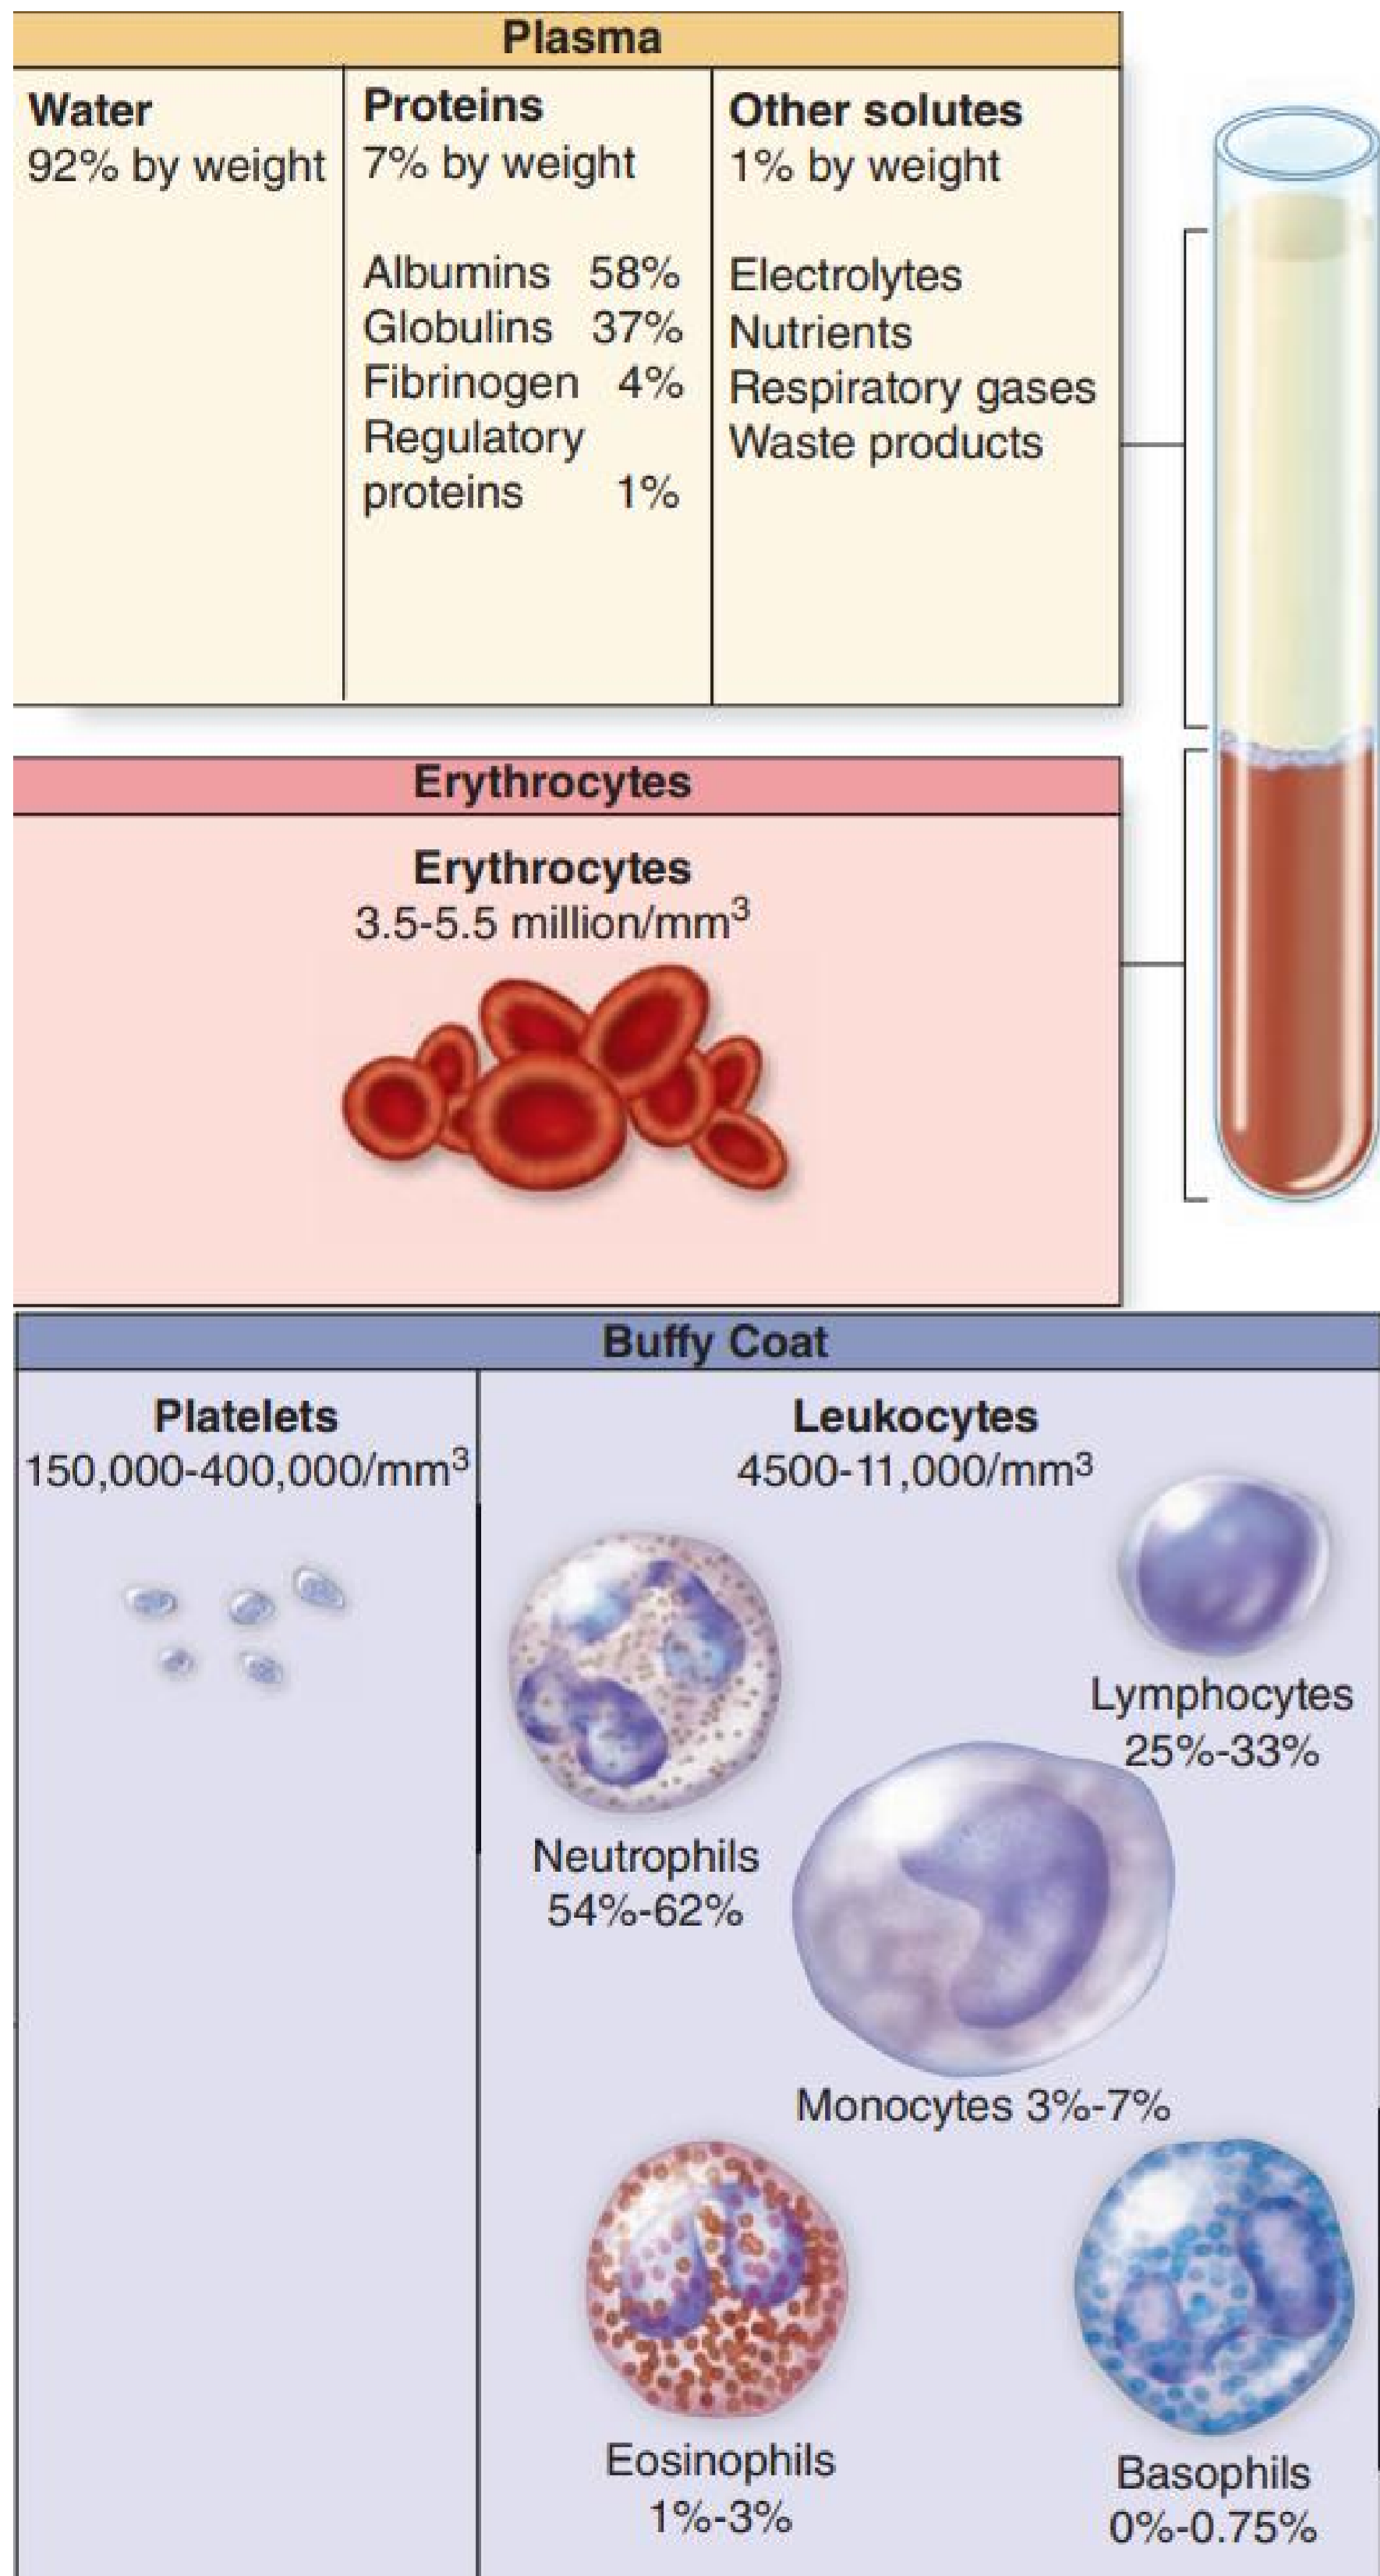 Plasma
Water
92% by weight
Proteins
7% by weight
Albumins 58%
Globulins 37%
Fibrinogen 4%
Regulatory
proteins 1%
Other solutes
1% by weight
Electrolytes
Nutrients
Respiratory gases
Waste products
Erythrocytes
Erythrocytes
3.5-5.5 million/mm³
Buffy Coat
Platelets
150,000-400,000/mm³
Leukocytes
4500-11,000/mm³
Lymphocytes
25%-33%
Neutrophils
54%-62%
Monocytes 3%-7%
Eosinophils
1%-3%
Basophils
0%-0.75%